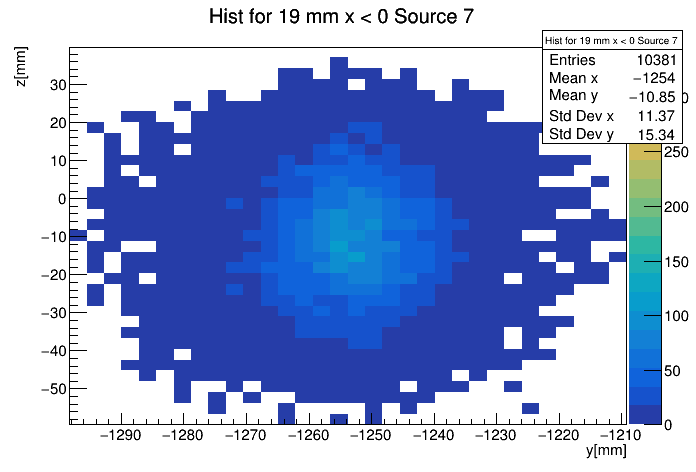 Hist for 19 mm x < 0 Source 7
z[mm]
Hist for 19 mm x < 0 Source 7
Entries 10381
Mean x −1254
Mean y −10.85
Std Dev x 11.37
Std Dev y 15.34
30
20
10
0
−10
−20
−30
−40
−50
0
250
200
150
100
50
0
−1290 −1280 −1270 −1260 −1250 −1240 −1230 −1220 −1210
y[mm]